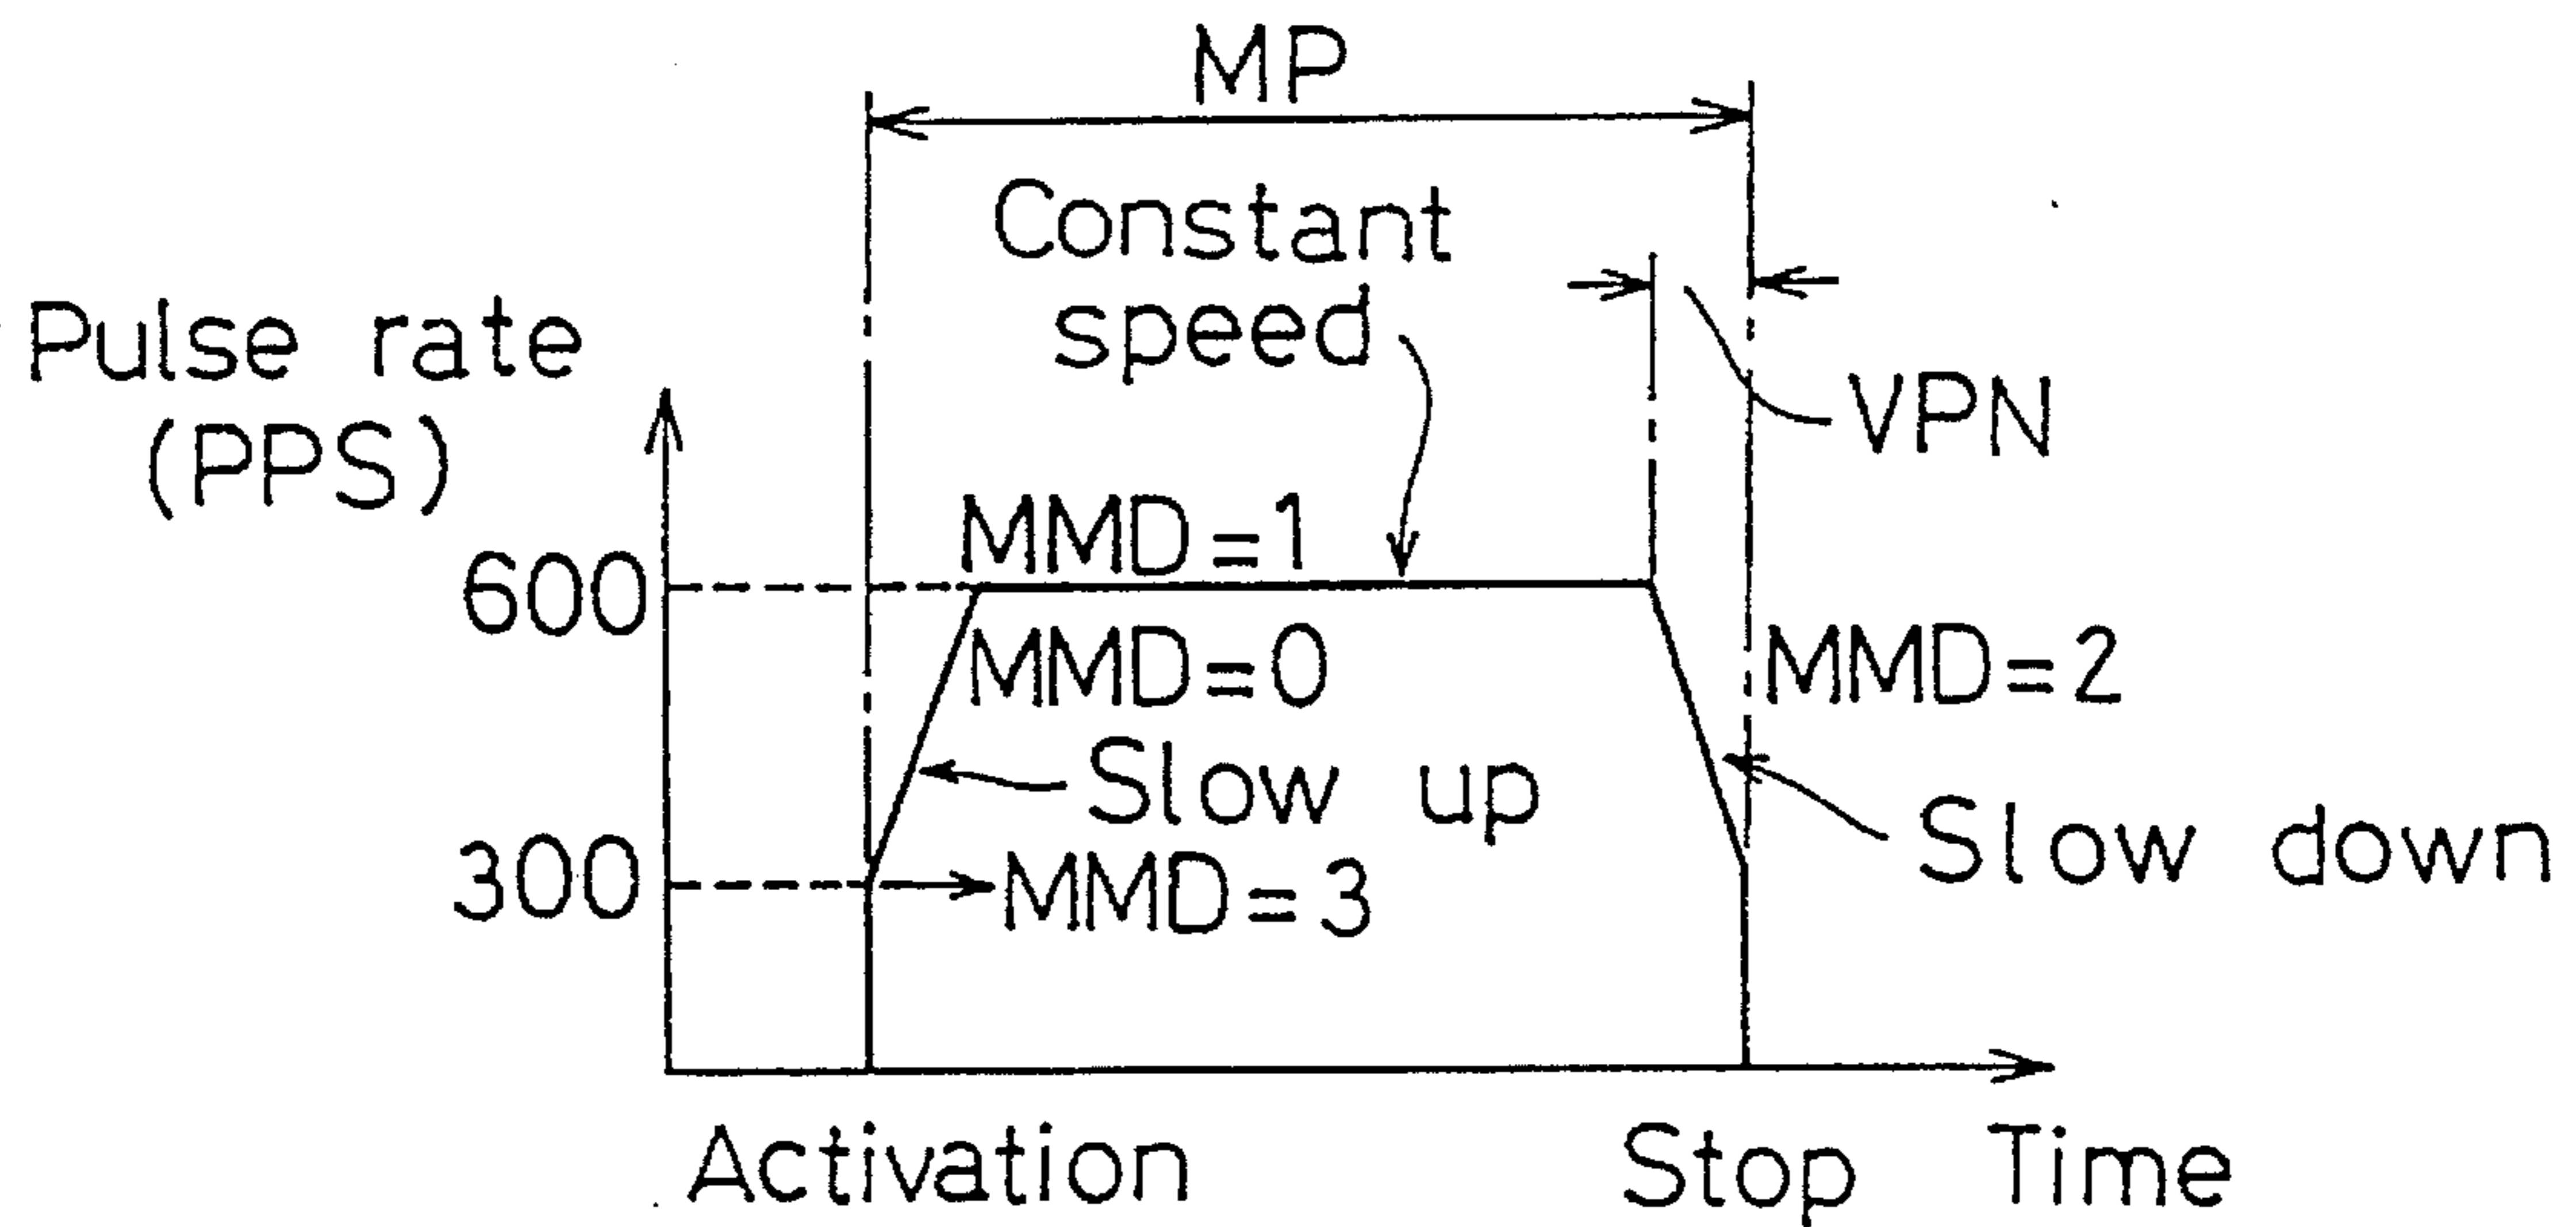 MP
Constant
speed
Pulse rate
(PPS)
VPN
MMD=1
600
MMD=0
MMD=2
Slow up
Slow down
300
MMD=3
Activation
Stop
Time